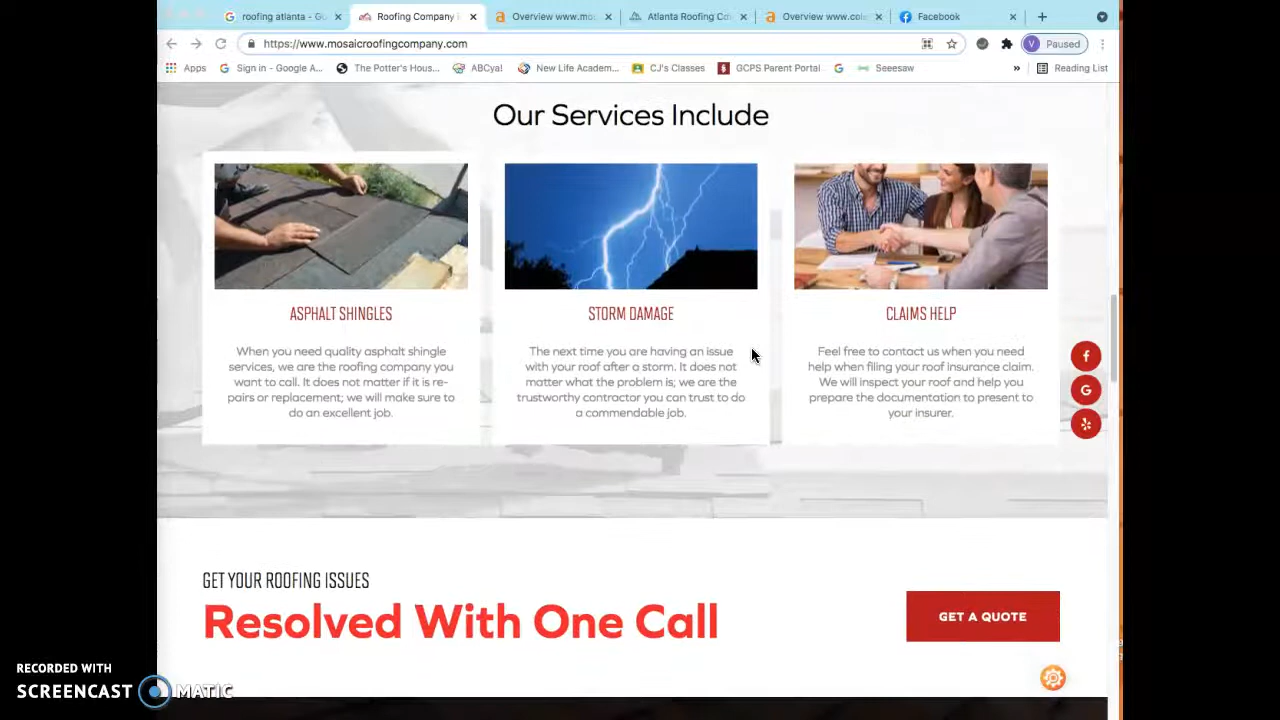 roofing atlanta - Go
Roofing Company i
Overview www.mos
Atlanta Roofing Co
Overview www.cole
Facebook
https://www.mosaicroofingcompany.com
V Paused
Apps
Sign in - Google A...
The Potter's Hous...
ABCya!
New Life Academ...
CJ's Classes
GCPS Parent Portal
Seesaw
»
Reading List
Our Services Include
ASPHALT SHINGLES
When you need quality asphalt shingle
services, we are the roofing company you
want to call. It does not matter if it is re-
pairs or replacement; we will make sure to
do an excellent job.
STORM DAMAGE
The next time you are having an issue
with your roof after a storm. It does not
matter what the problem is; we are the
trustworthy contractor you can trust to do
a commendable job.
CLAIMS HELP
Feel free to contact us when you need
help when filing your roof insurance claim.
We will inspect your roof and help you
prepare the documentation to present to
your insurer.
GET YOUR ROOFING ISSUES
Resolved With One Call
GET A QUOTE
RECORDED WITH
SCREENCAST MATIC